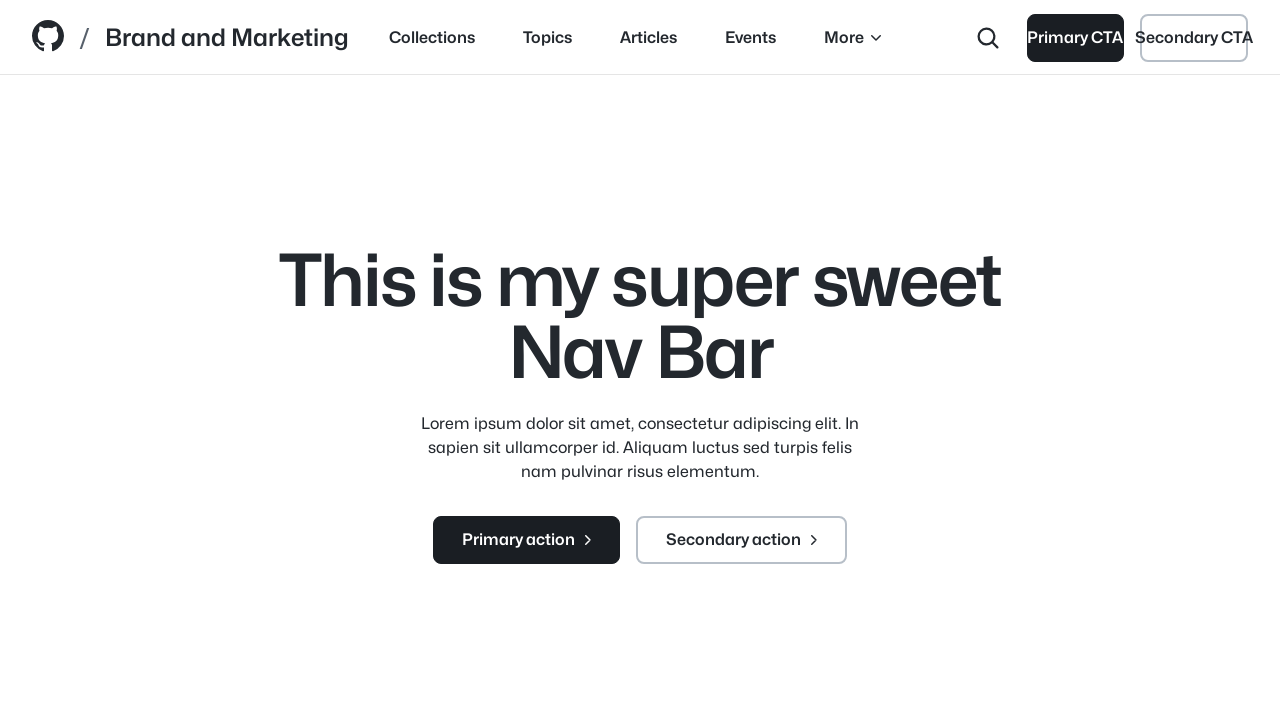 / Brand and Marketing Collections Topics Articles Events More Primary CTA Secondary CTA
This is my super sweet
Nav Bar
Lorem ipsum dolor sit amet, consectetur adipiscing elit. In
sapien sit ullamcorper id. Aliquam luctus sed turpis felis
nam pulvinar risus elementum.
Primary action Secondary action